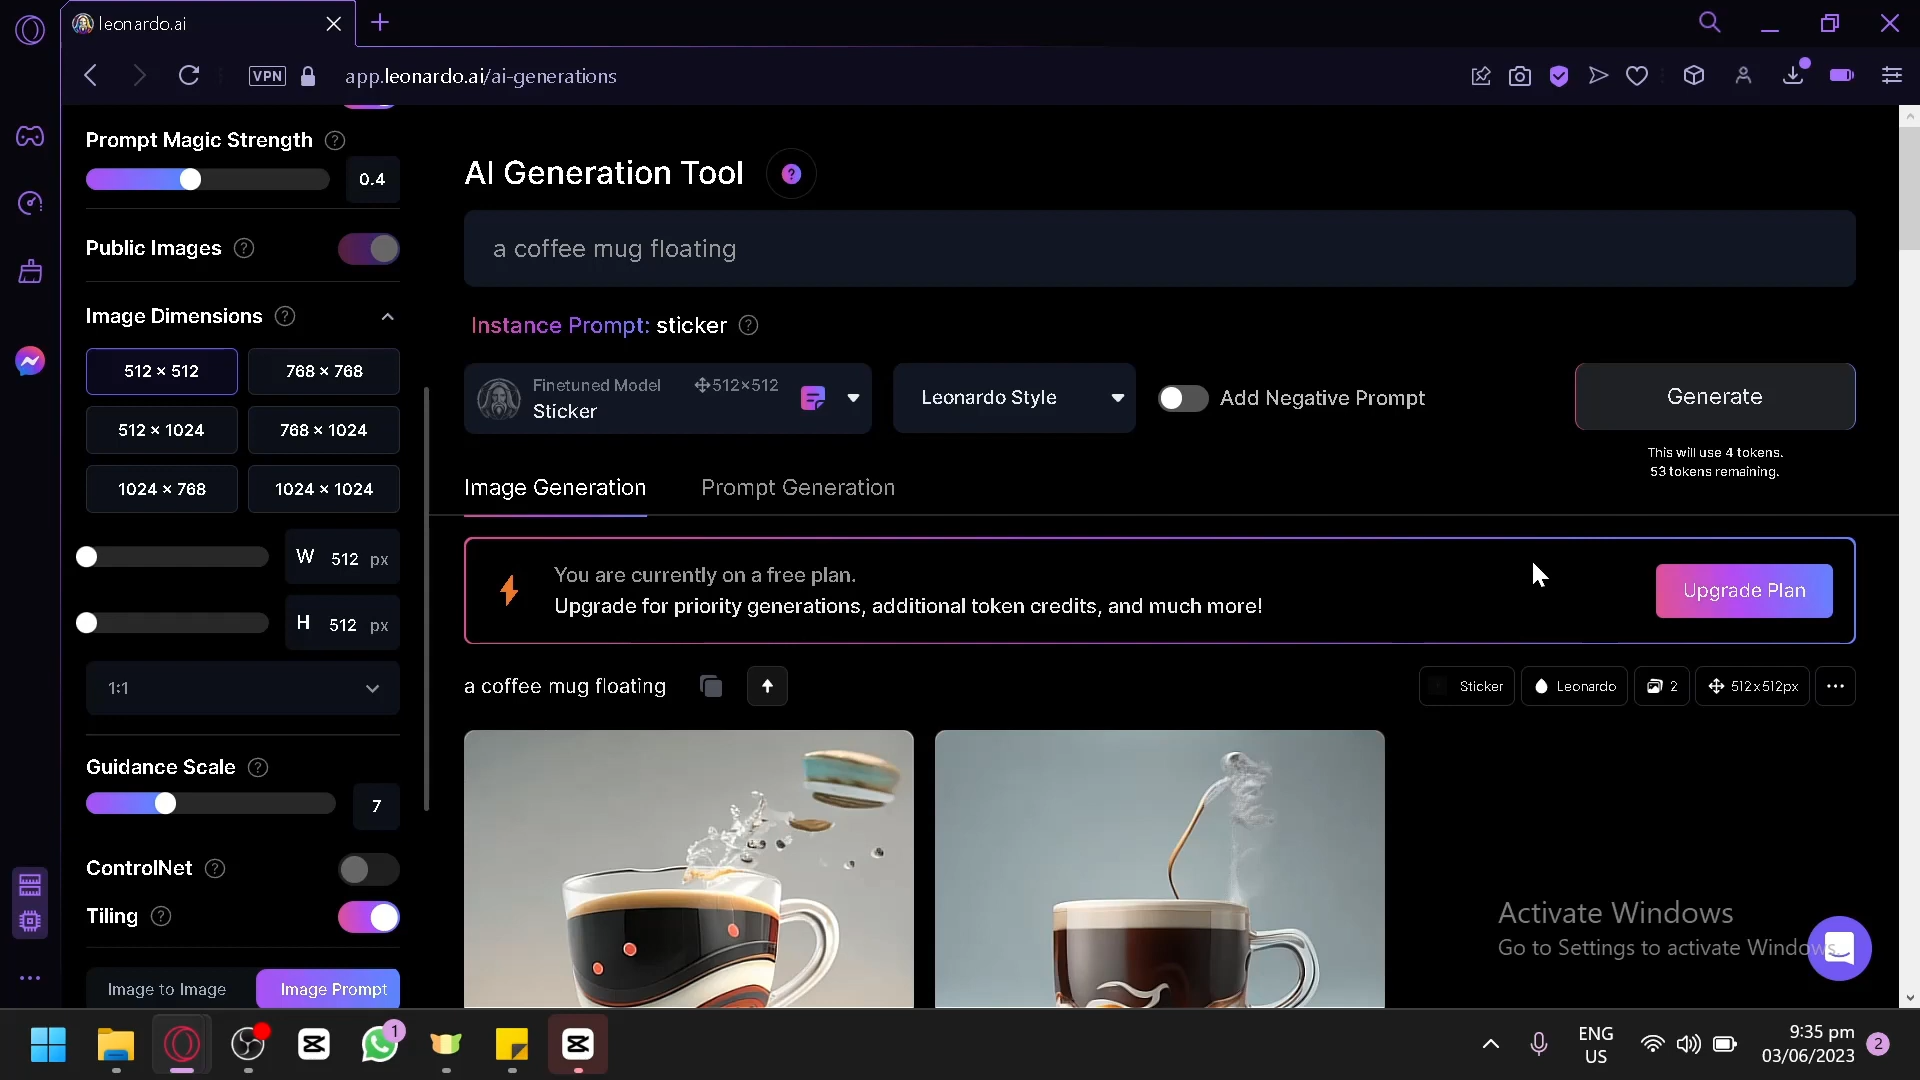 leonardo.ai
VPN
app.leonardo.ai/ai-generations
Prompt Magic Strength ?
0.4
Public Images ?
Image Dimensions ?
512 × 512
768 × 768
512 × 1024
768 × 1024
1024 × 768
1024 × 1024
W 512 px
H 512 px
1:1
Guidance Scale ?
7
ControlNet ?
Tiling ?
Image to Image
Image Prompt
AI Generation Tool ?
a coffee mug floating
Instance Prompt: sticker ?
Finetuned Model 512×512
Sticker
Leonardo Style
Add Negative Prompt
Generate
This will use 4 tokens.
53 tokens remaining.
Image Generation
Prompt Generation
You are currently on a free plan.
Upgrade for priority generations, additional token credits, and much more!
Upgrade Plan
a coffee mug floating
Sticker
Leonardo
2
512x512px
Activate Windows
Go to Settings to activate Windows.
1
ENG
US
9:35 pm
03/06/2023
2